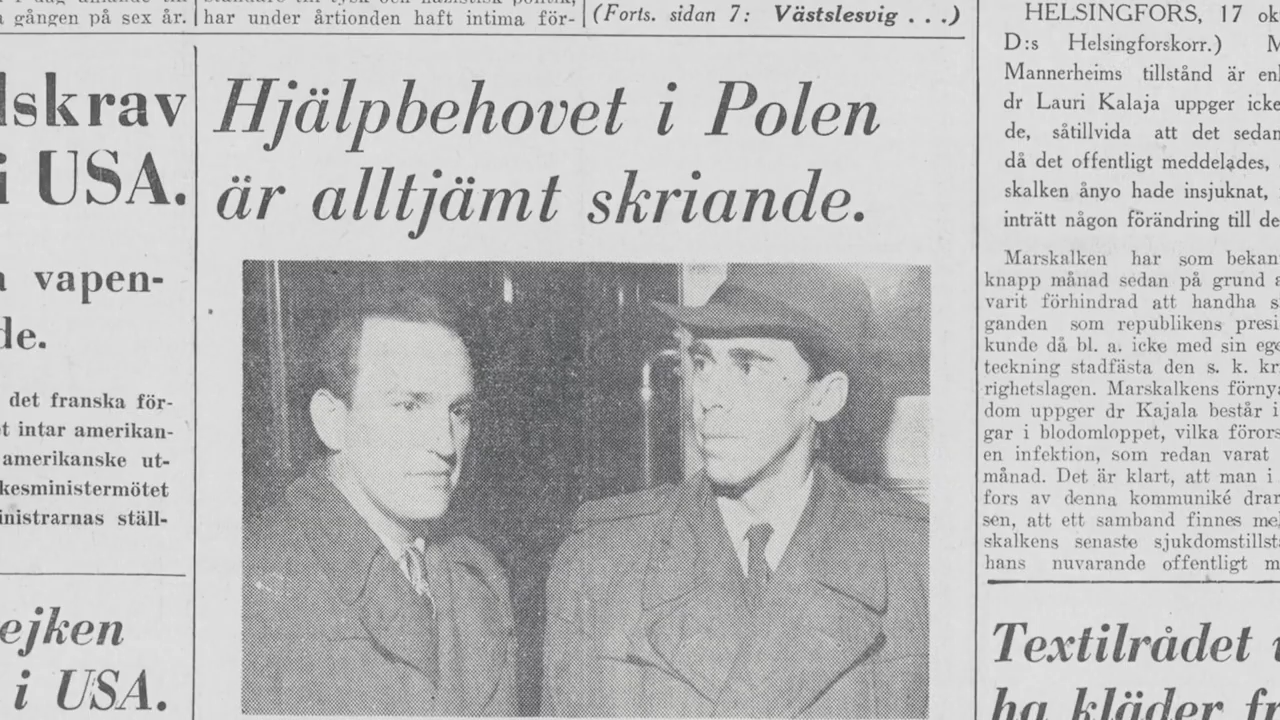 gången på sex år.
har under årtionden haft intima för-
(Forts. sidan 7: Västslesvig . . .)
lskrav
i USA.
vapen-
de.
det franska för-
intar amerikan-
amerikanske ut-
kesministermötet
inistrarnas ställ-
ejken
i USA.
Hjälpbehovet i Polen
är alltjämt skriande.
HELSINGFORS, 17 ok
D:s Helsingforskorr.) M
Mannerheims tillstånd är enl
dr Lauri Kalaja uppger icke
de, såtillvida att det sedan
då det offentligt meddelades,
skalken ånyo hade insjuknat,
inträtt någon förändring till de
Marskalken har som bekan
knapp månad sedan på grund a
varit förhindrad att handha s
ganden som republikens presi
kunde då bl. a. icke med sin ege
teckning stadfästa den s. k. kr
righetslagen. Marskalkens förny
dom uppger dr Kajala består i
gar i blodomloppet, vilka föror
en infektion, som redan varat
månad. Det är klart, att man i
fors av denna kommuniké drar
sen, att ett samband finnes me
skalkens senaste sjukdomstillst
hans nuvarande offentligt m
Textilrådet
ha kläder fr